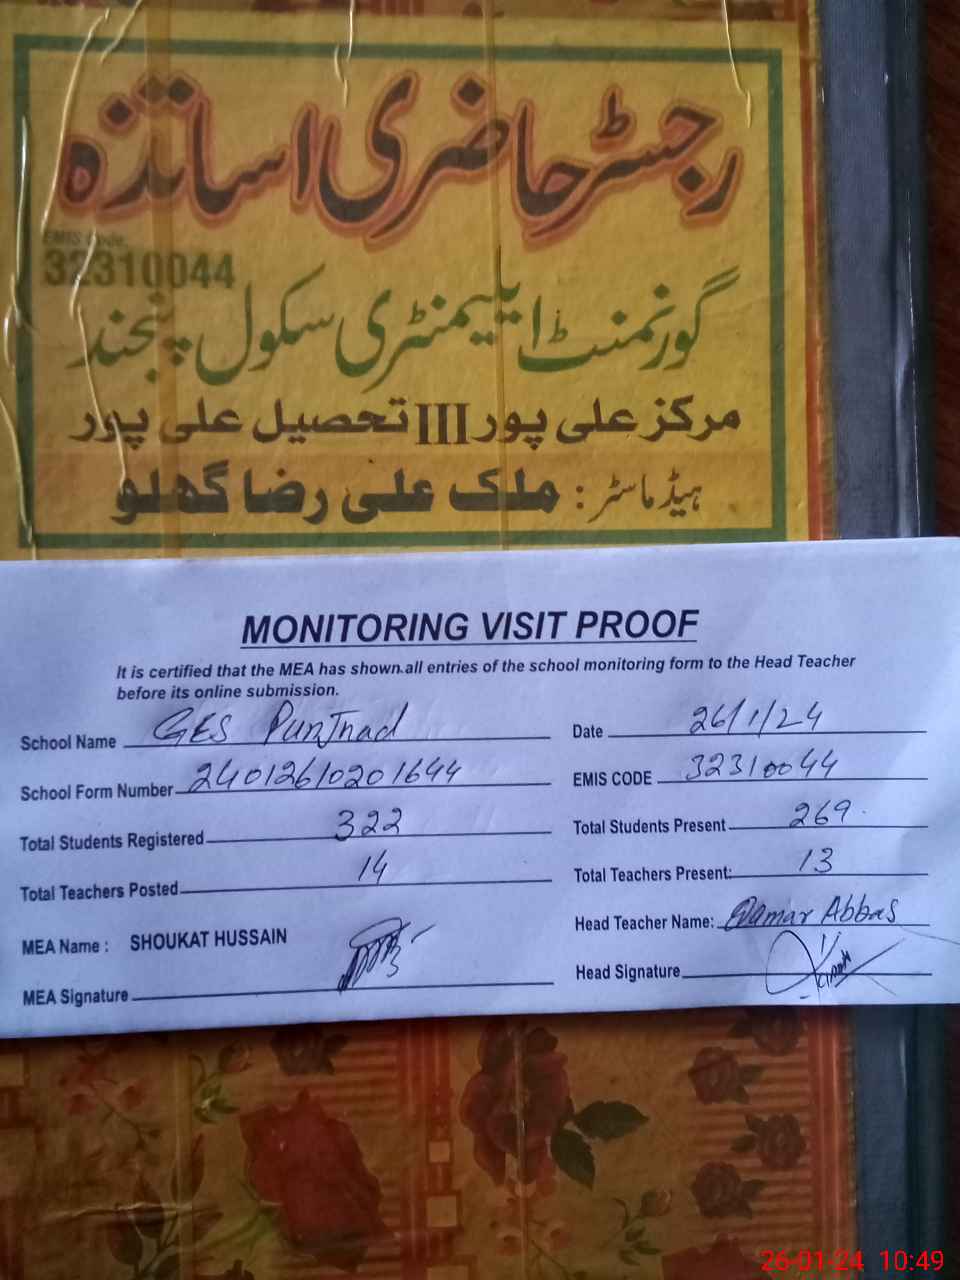 رجسٹر حاضری اساتذہ
EMIS Code.
32310044
گورنمنٹ ایلیمنٹری سکول پنجند
مرکز علی پور III تحصیل علی پور
ہیڈ ماسٹر: ملک علی رضا گھلو
MONITORING VISIT PROOF
It is certified that the MEA has shown all entries of the school monitoring form to the Head Teacher
before its online submission.
School Name GES Punjnad Date 26/1/24
School Form Number 24012610201644 EMIS CODE 32310044
Total Students Registered 322 Total Students Present 269
Total Teachers Posted 14 Total Teachers Present: 13
MEA Name : SHOUKAT HUSSAIN Head Teacher Name: Qamar Abbas
MEA Signature Head Signature
26-01-24 10:49